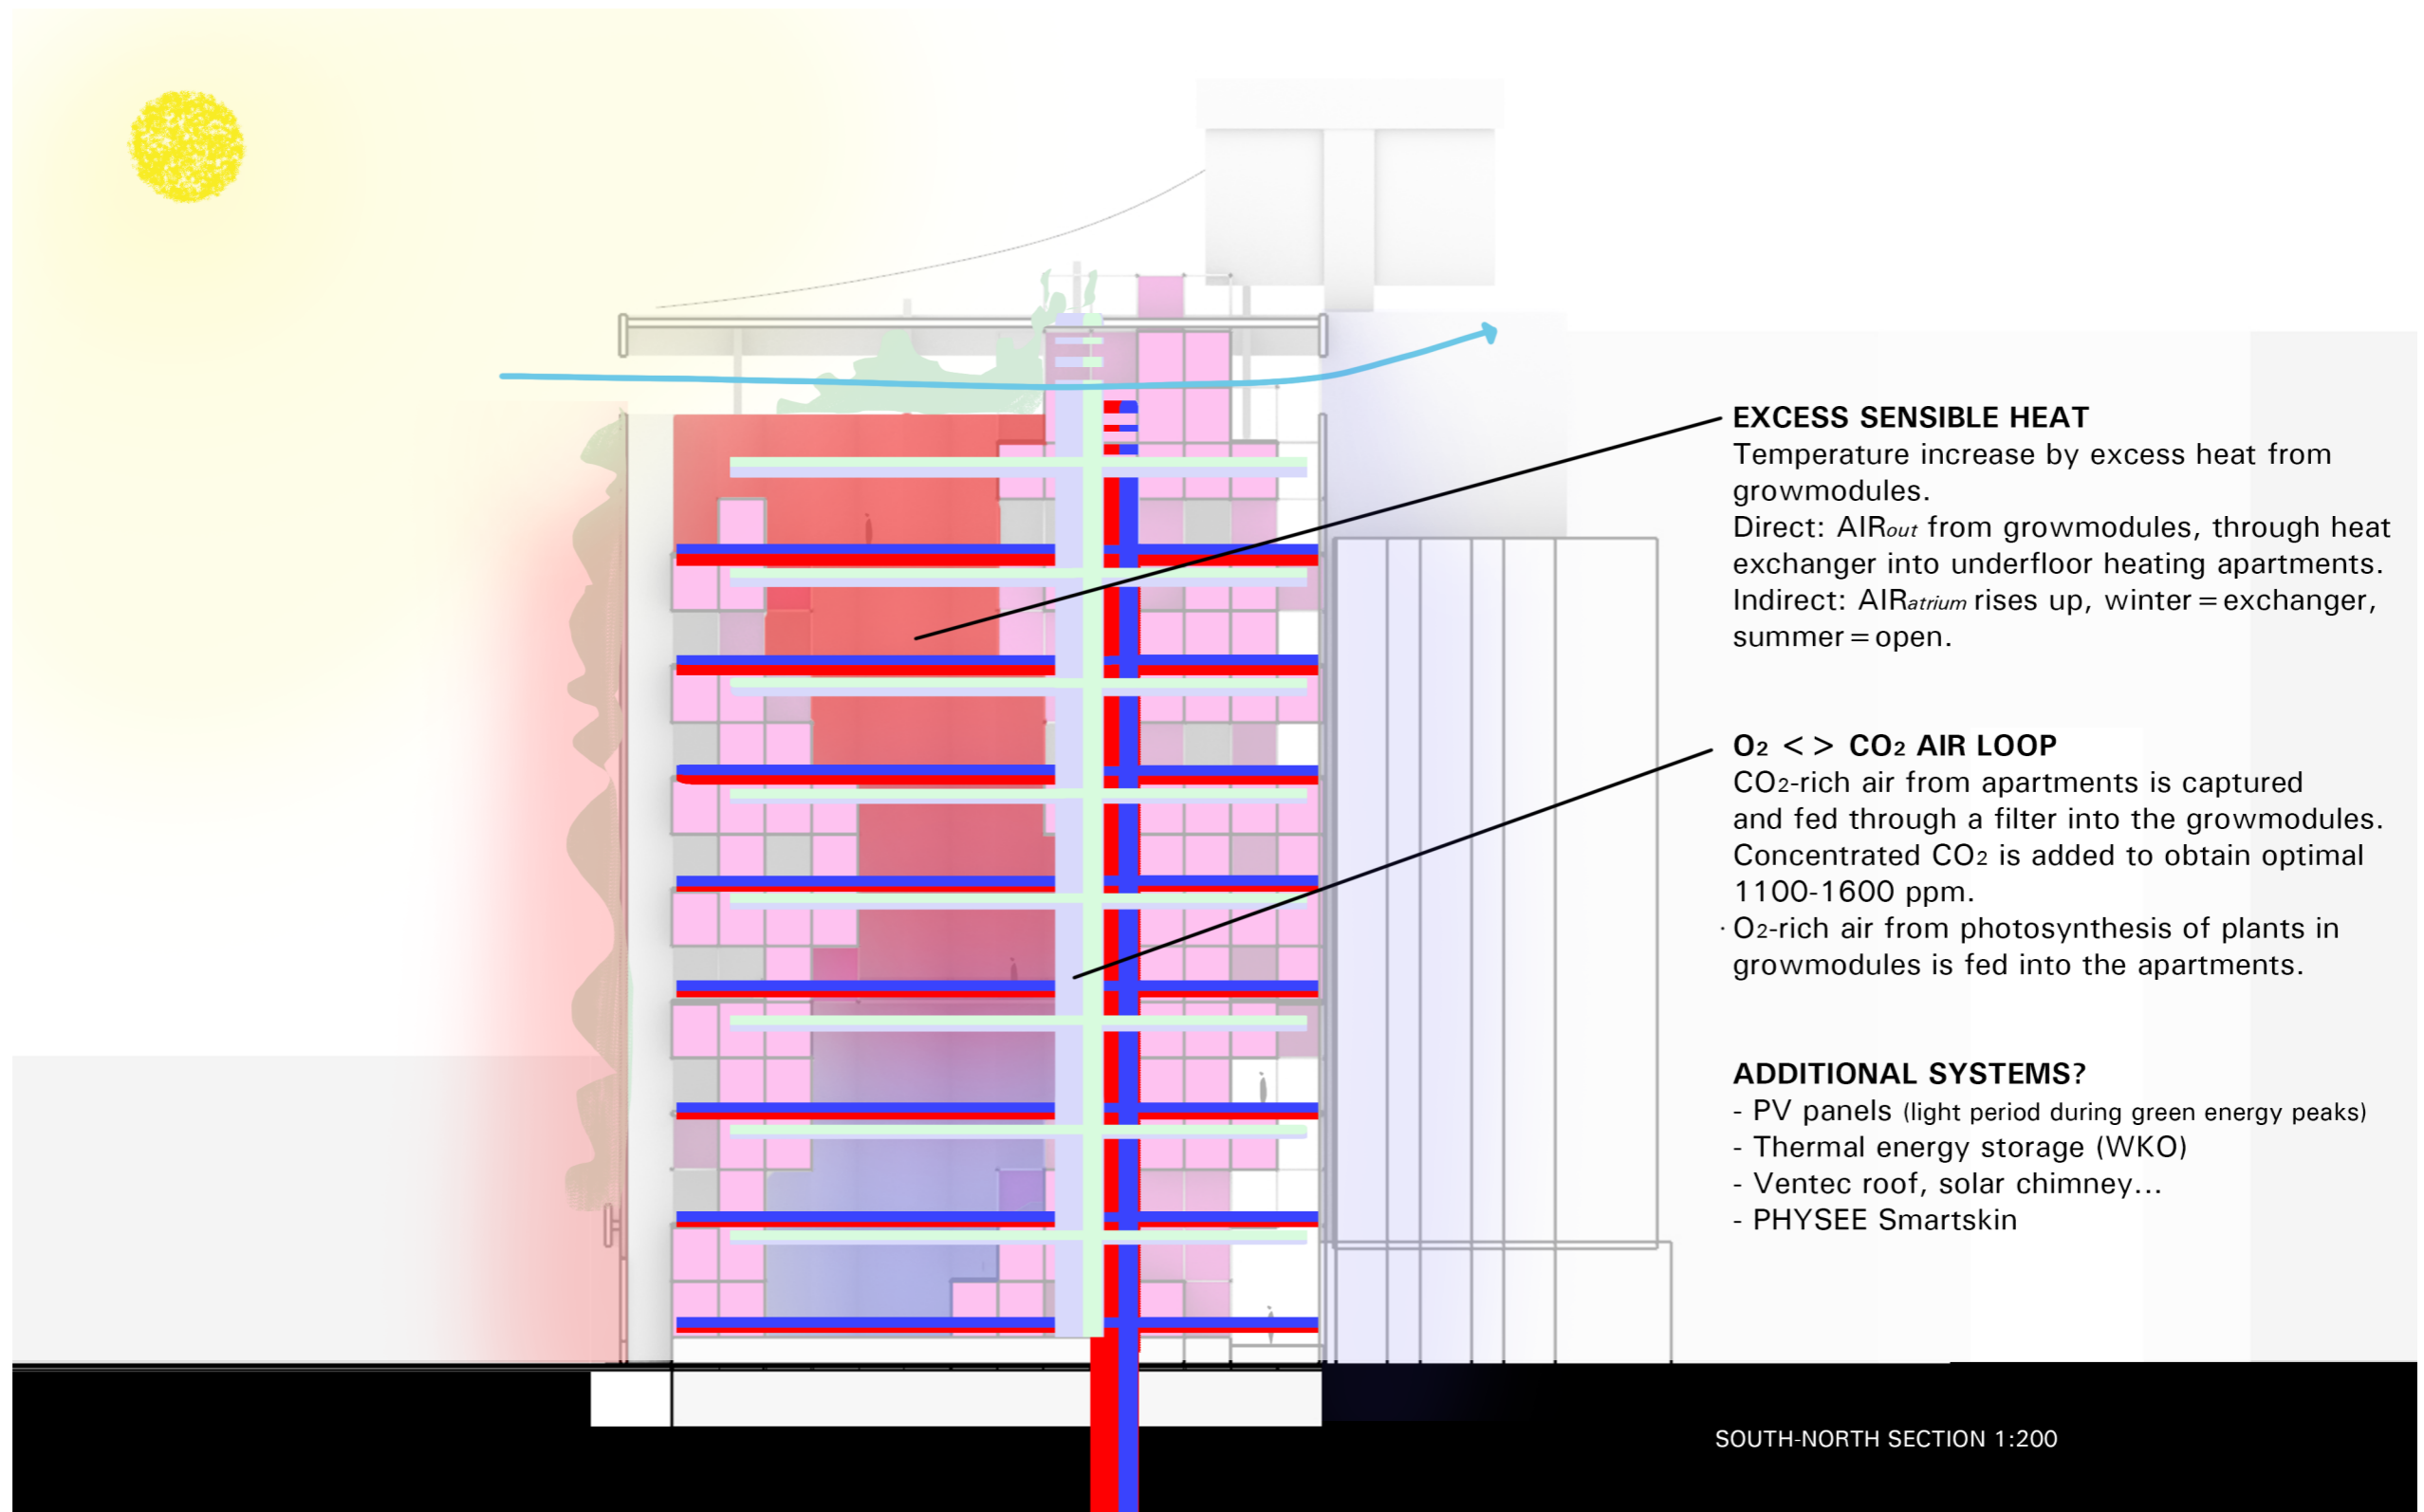 EXCESS SENSIBLE HEAT
Temperature increase by excess heat from
growmodules.
Direct: AIRout from growmodules, through heat
exchanger into underfloor heating apartments.
Indirect: AIRatrium rises up, winter=exchanger,
summer=open.
O2 <> CO2 AIR LOOP
CO2-rich air from apartments is captured
and fed through a filter into the growmodules.
Concentrated CO2 is added to obtain optimal
1100-1600 ppm.
· O2-rich air from photosynthesis of plants in
growmodules is fed into the apartments.
ADDITIONAL SYSTEMS?
- PV panels (light period during green energy peaks)
- Thermal energy storage (WKO)
- Ventec roof, solar chimney...
- PHYSEE Smartskin
SOUTH-NORTH SECTION 1:200